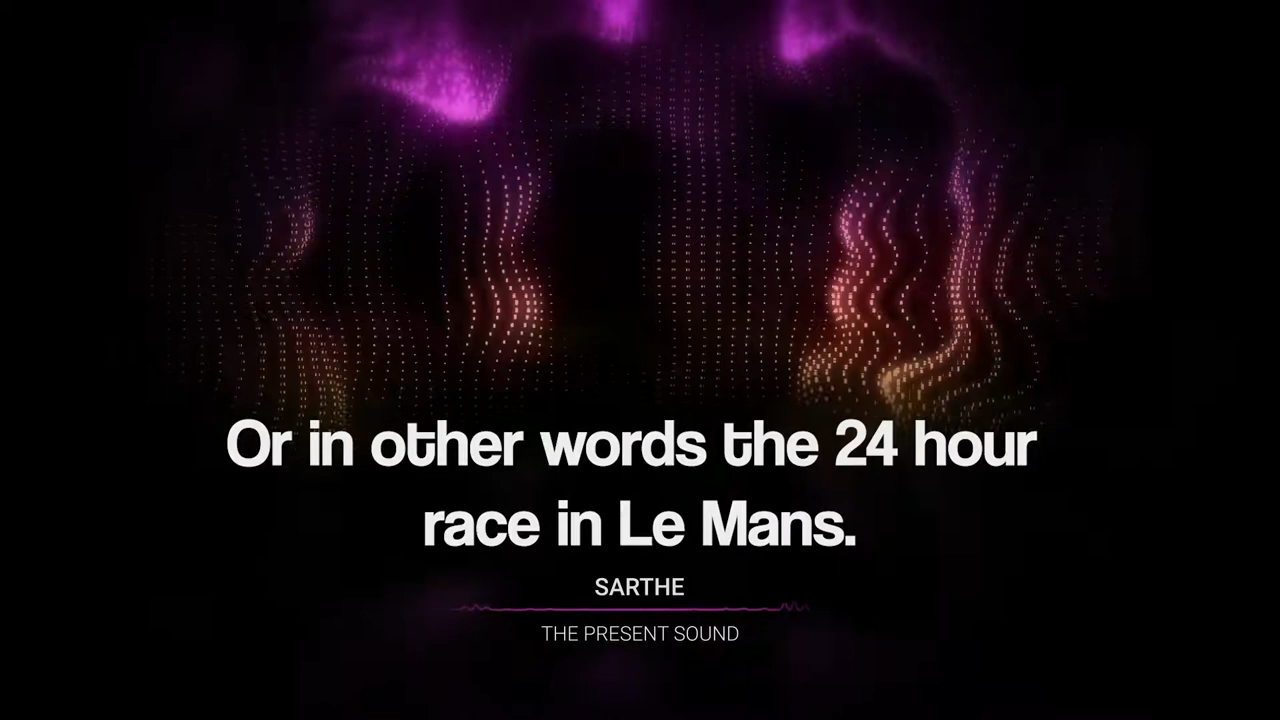 Or in other words the 24 hour
race in Le Mans.
SARTHE
THE PRESENT SOUND